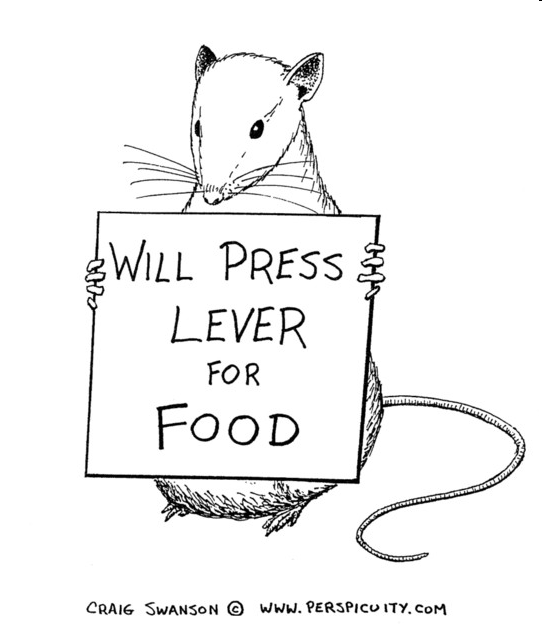 WILL PRESS
LEVER
FOR
FOOD
CRAIG SWANSON © WWW.PERSPICUITY.COM